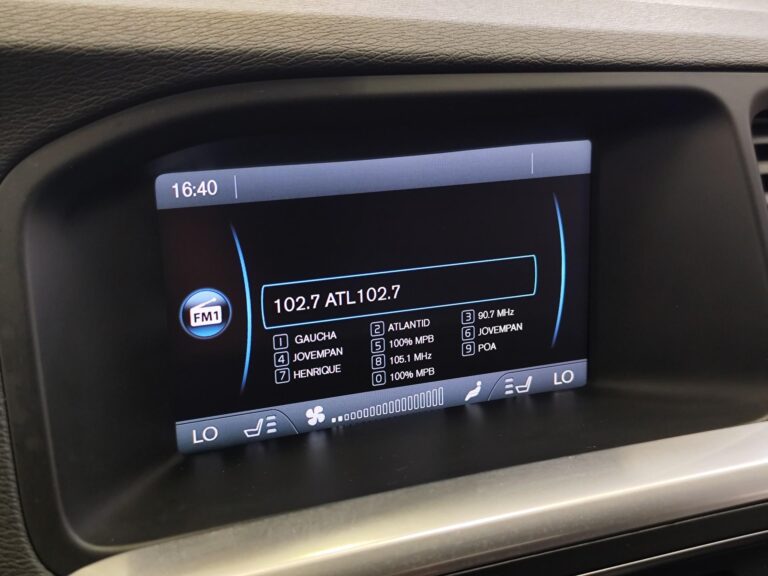 16:40
FM1
102.7 ATL102.7
1 GAUCHA 2 ATLANTID 3 90.7 MHz
4 JOVEMPAN 5 100% MPB 6 JOVEMPAN
7 HENRIQUE 8 105.1 MHz 9 POA
0 100% MPB
LO LO